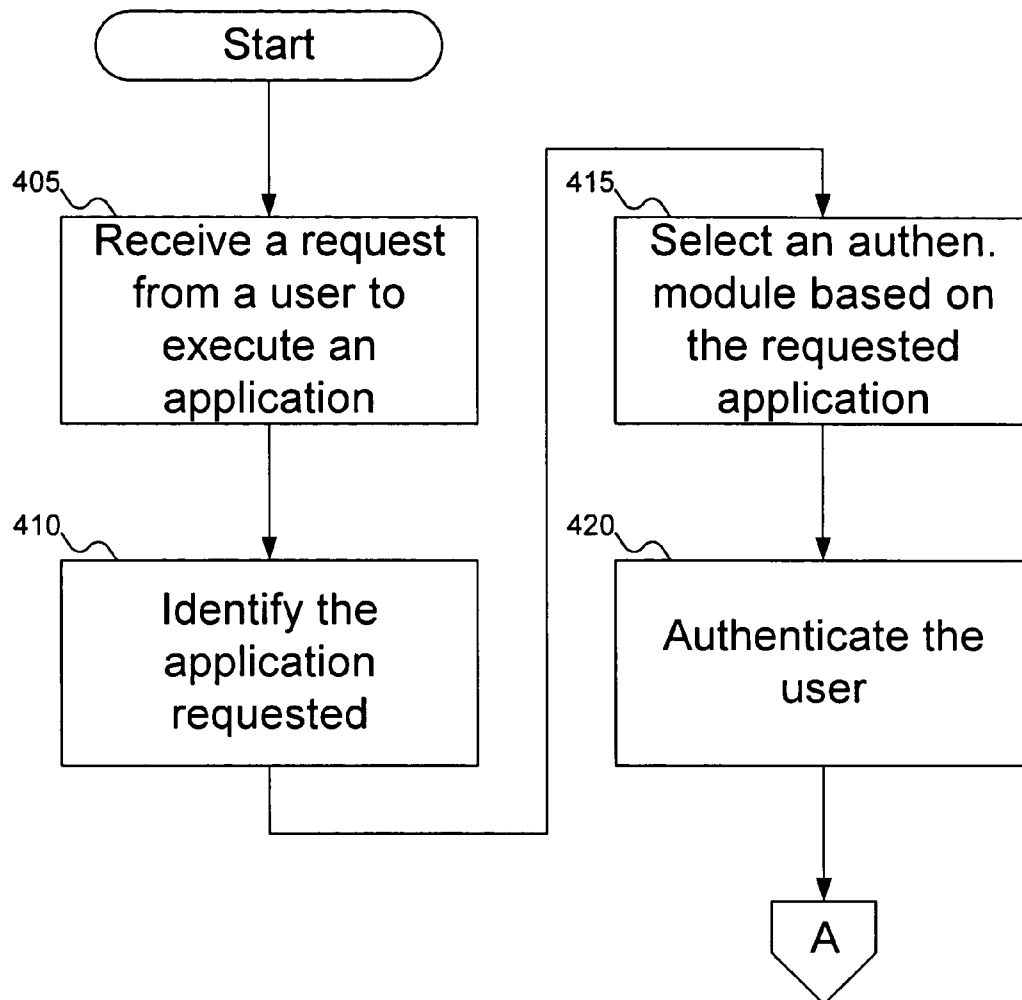 Start
405
Receive a request
from a user to
execute an
application
410
Identify the
application
requested
415
Select an authen.
module based on
the requested
application
420
Authenticate the
user
A